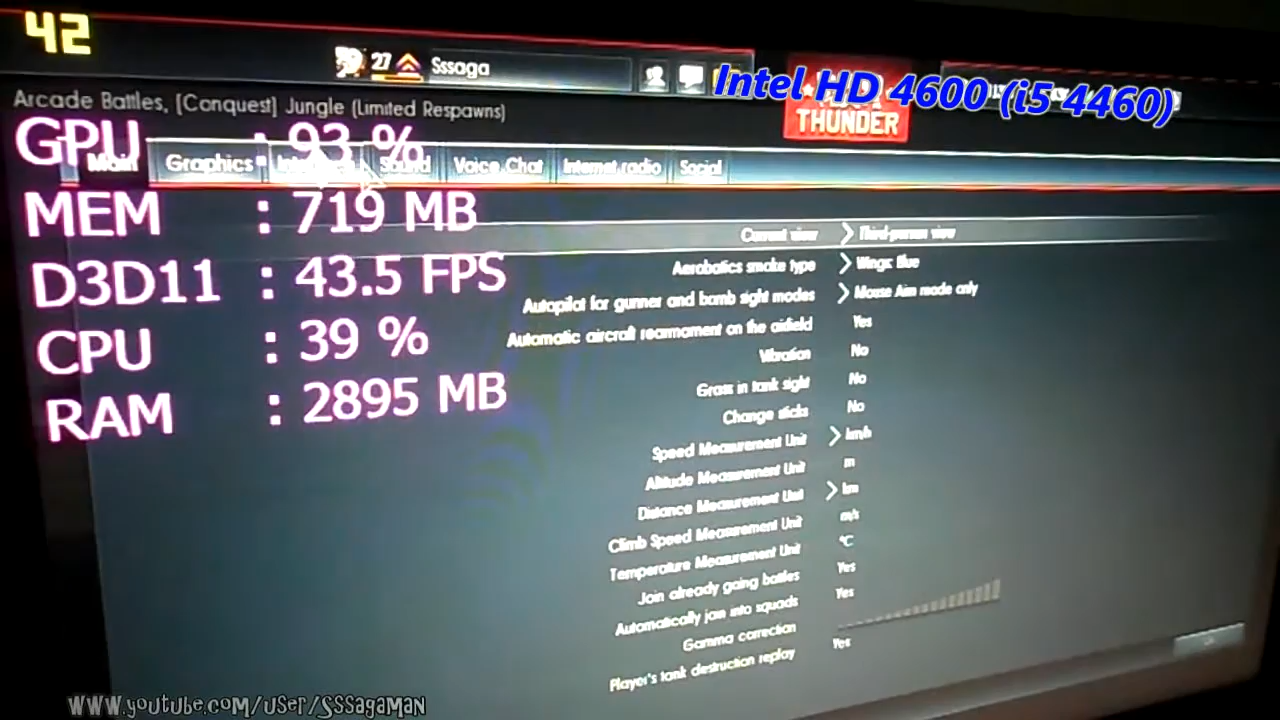 42
27 Sssaga
Intel HD 4600 (i5 4460)
THUNDER
Arcade Battles, [Conquest] Jungle (Limited Respawns)
Main Graphics Sound Voice Chat Internet radio Social
GPU : 93 %
MEM : 719 MB
D3D11 : 43.5 FPS
CPU : 39 %
RAM : 2895 MB
Current view Third-person view
Aerobatics smoke type Wings: Blue
Autopilot for gunner and bomb sight modes Mouse Aim mode only
Automatic aircraft rearmament on the airfield Yes
Vibration No
Grass in tank sight No
Change sticks No
Speed Measurement Unit km/h
Altitude Measurement Unit m
Distance Measurement Unit km
Climb Speed Measurement Unit m/s
Temperature Measurement Unit °C
Join already going battles Yes
Automatically join into squads Yes
Gamma correction
Player's tank destruction replay Yes
www.youtube.com/user/SssagaMan